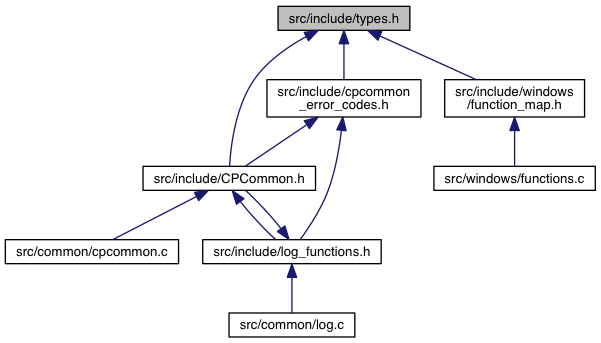 src/include/types.h
src/include/cpcommon
_error_codes.h
src/include/windows
/function_map.h
src/include/CPCommon.h
src/windows/functions.c
src/common/cpcommon.c
src/include/log_functions.h
src/common/log.c